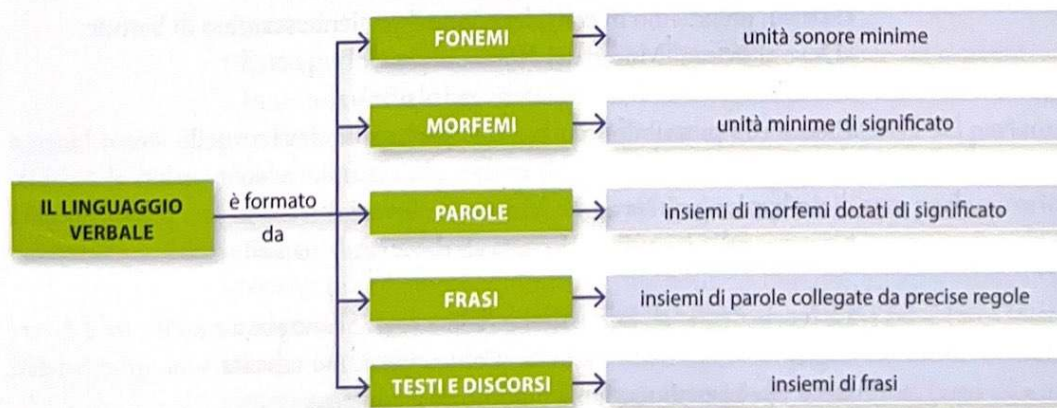 FONEMI
unità sonore minime
MORFEMI
unità minime di significato
IL LINGUAGGIO
VERBALE
è formato
da
PAROLE
insiemi di morfemi dotati di significato
FRASI
insiemi di parole collegate da precise regole
TESTI E DISCORSI
insiemi di frasi